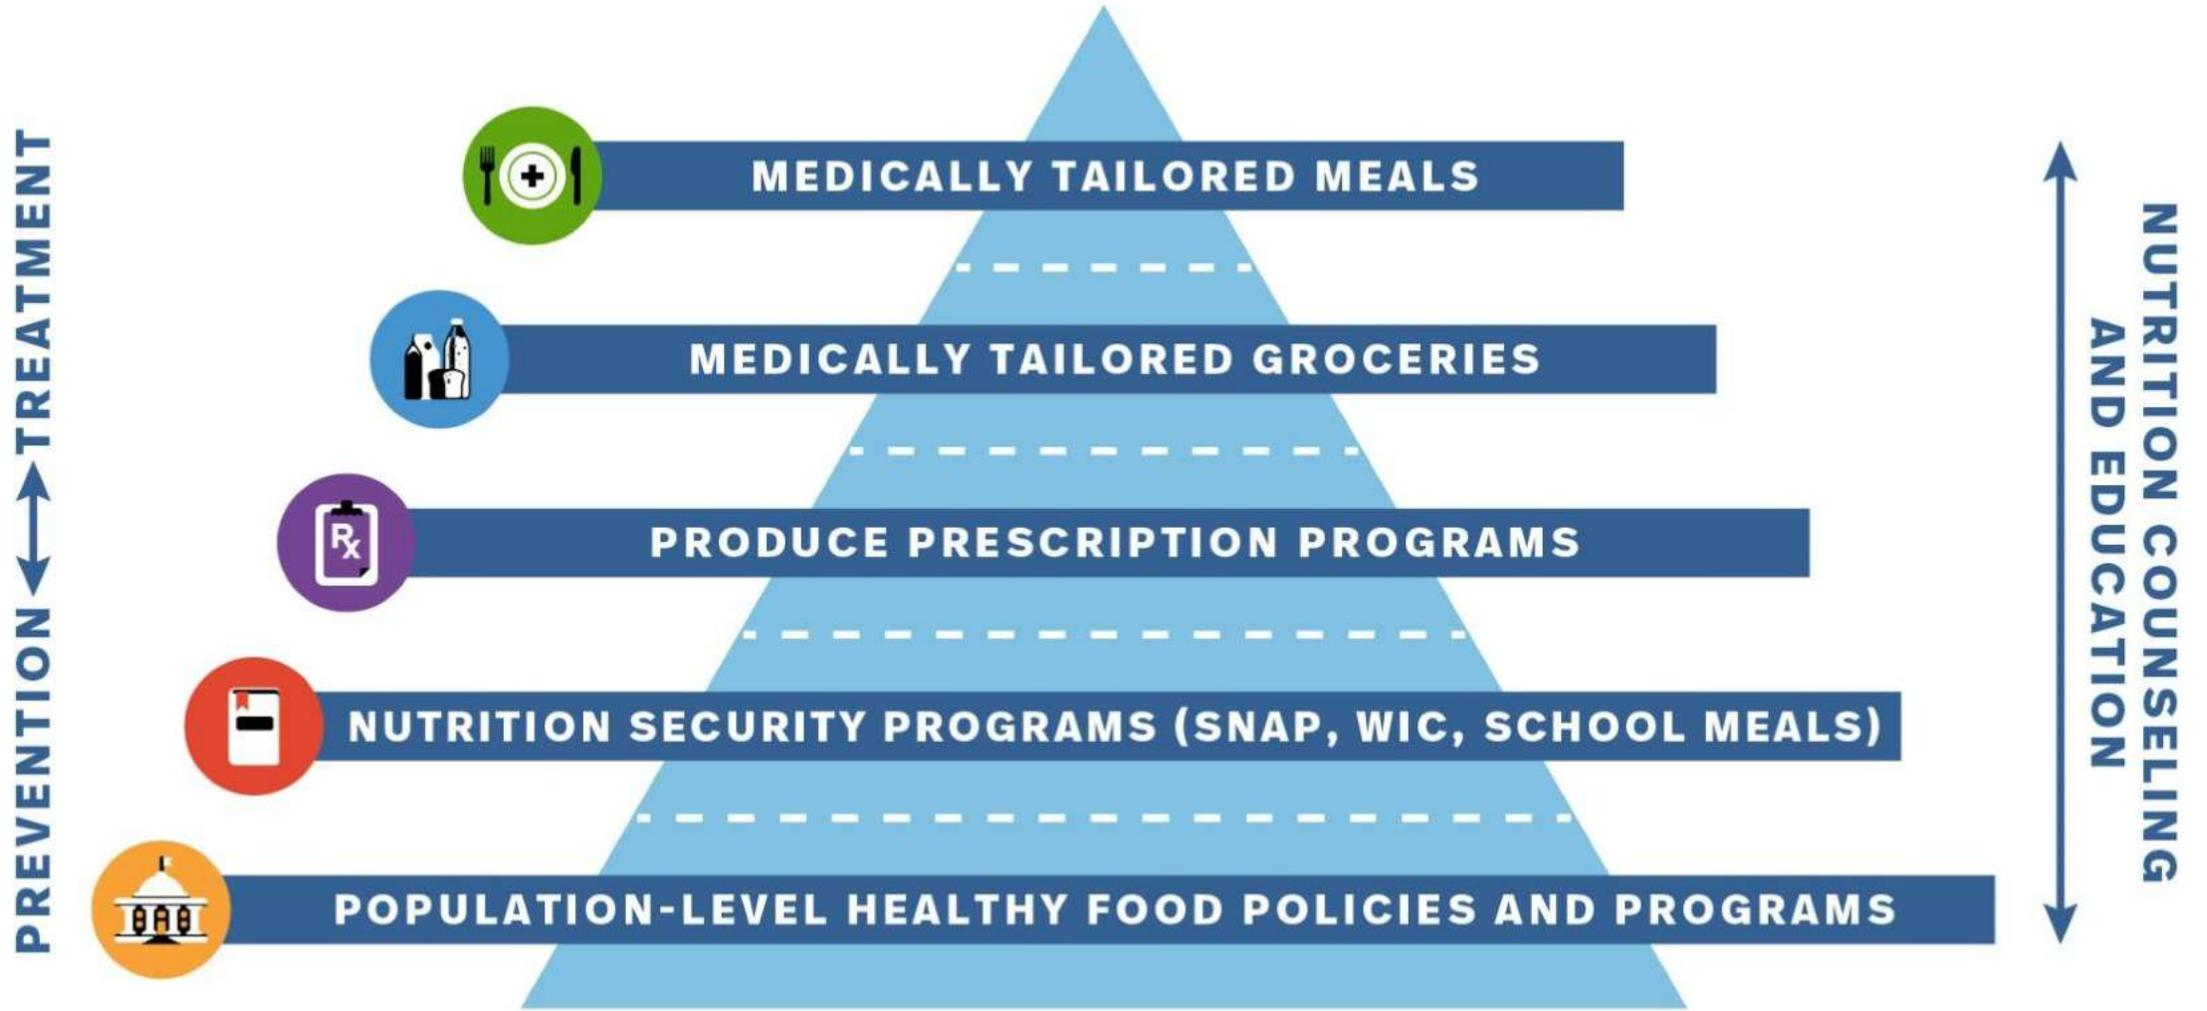 MEDICALLY TAILORED MEALS
MEDICALLY TAILORED GROCERIES
Rx
PRODUCE PRESCRIPTION PROGRAMS
NUTRITION SECURITY PROGRAMS (SNAP, WIC, SCHOOL MEALS)
POPULATION-LEVEL HEALTHY FOOD POLICIES AND PROGRAMS
PREVENTION TREATMENT
NUTRITION COUNSELING
AND EDUCATION